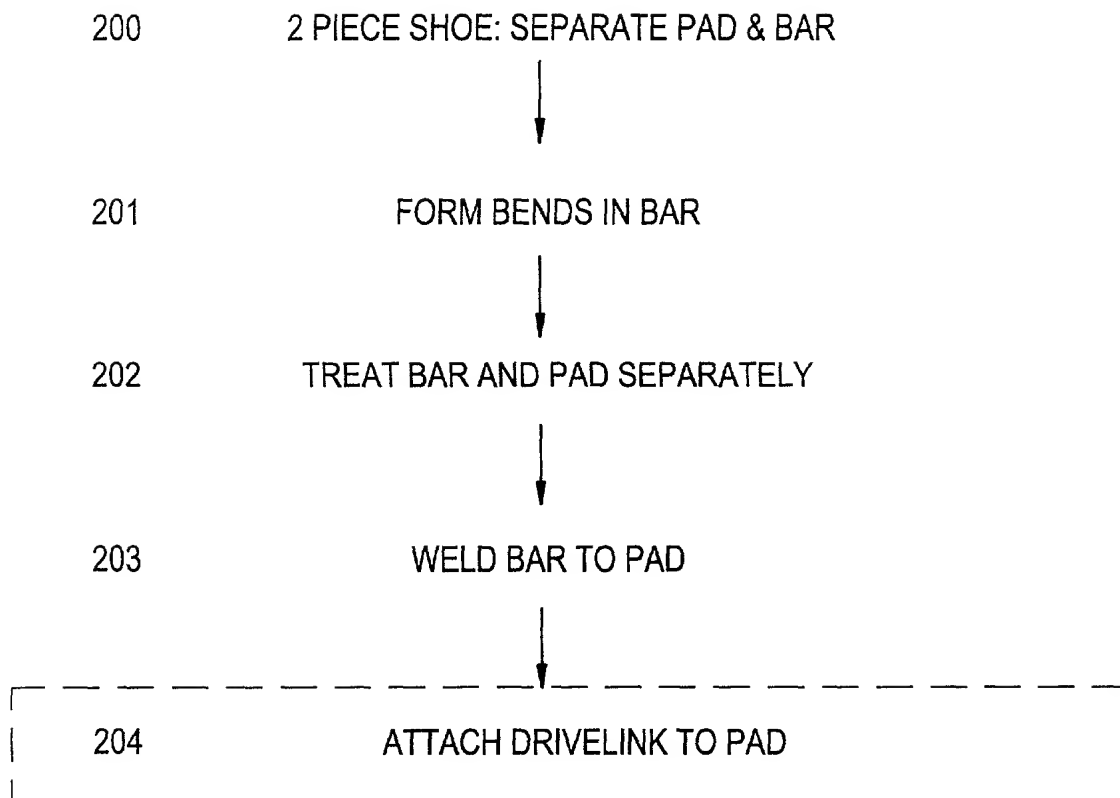 200 2 PIECE SHOE: SEPARATE PAD & BAR
201 FORM BENDS IN BAR
202 TREAT BAR AND PAD SEPARATELY
203 WELD BAR TO PAD
204 ATTACH DRIVELINK TO PAD